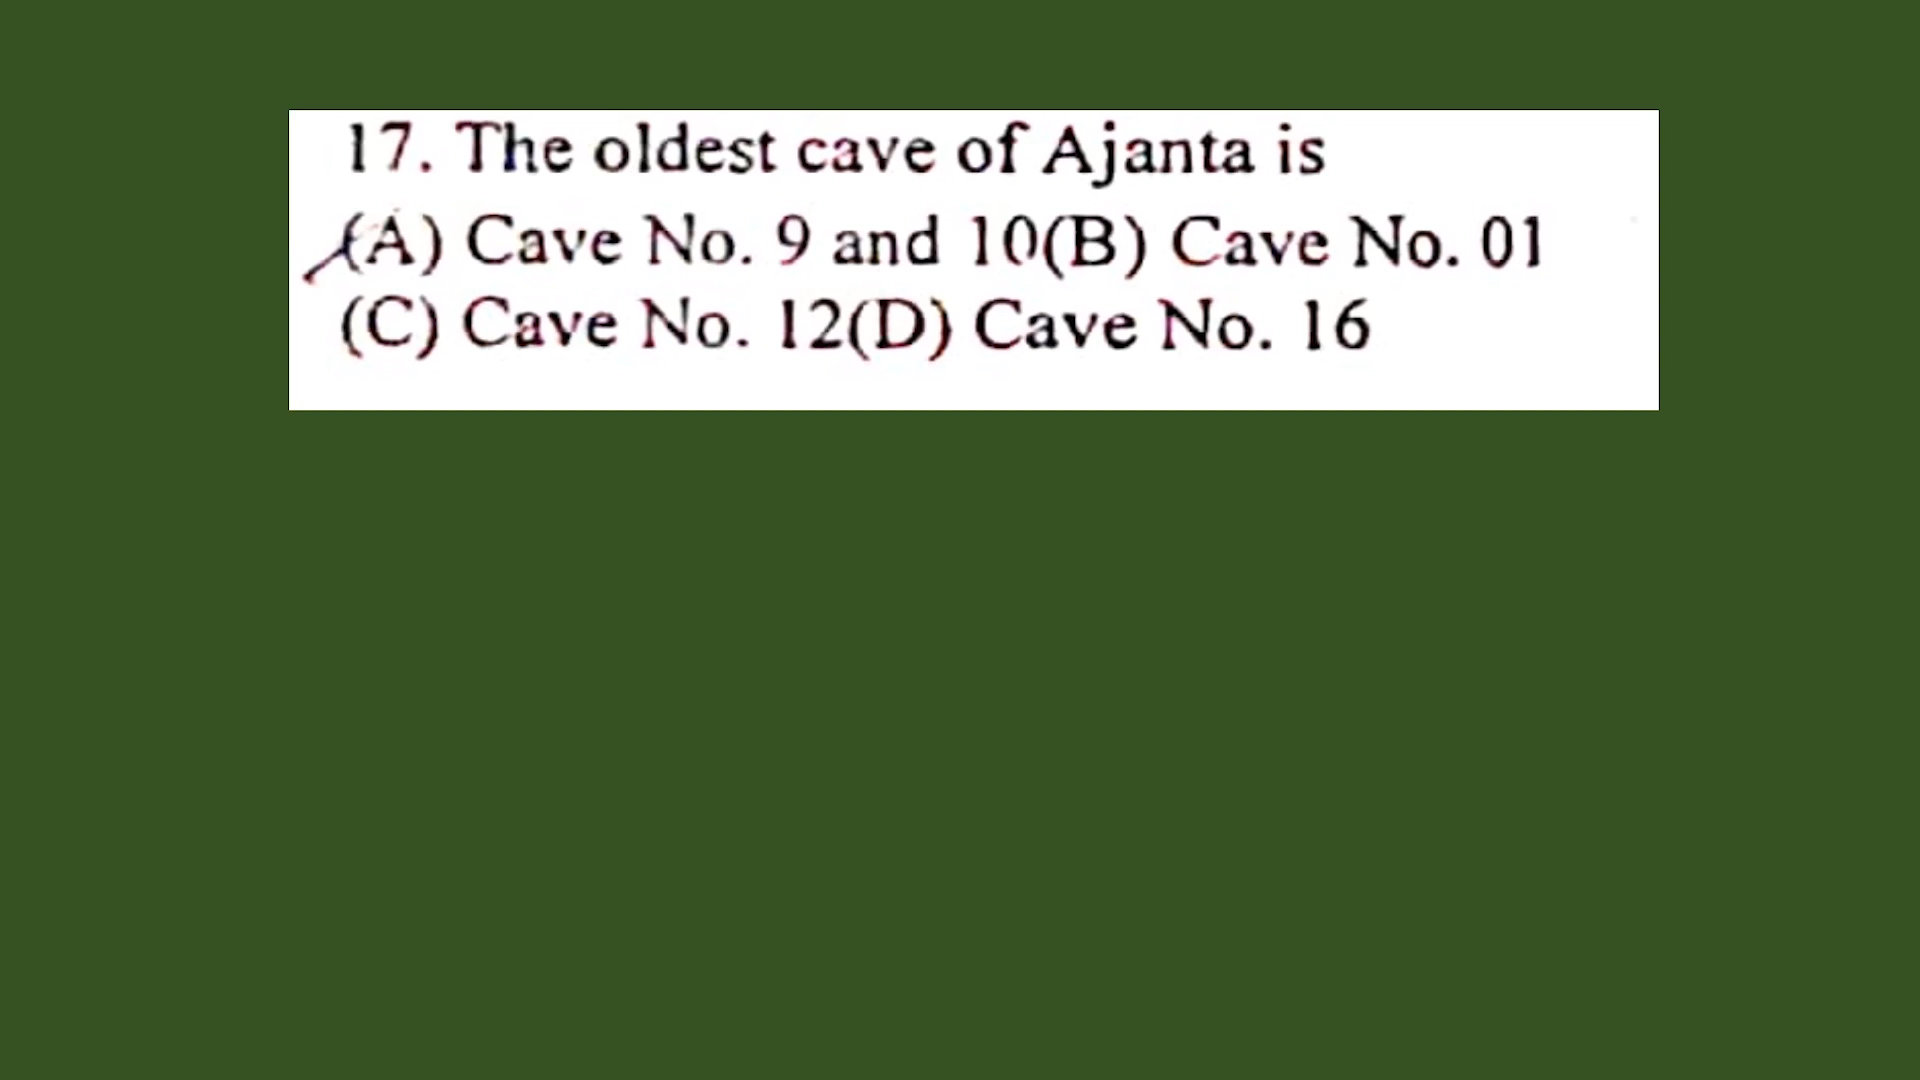 17. The oldest cave of Ajanta is
(A) Cave No. 9 and 10(B) Cave No. 01
(C) Cave No. 12(D) Cave No. 16